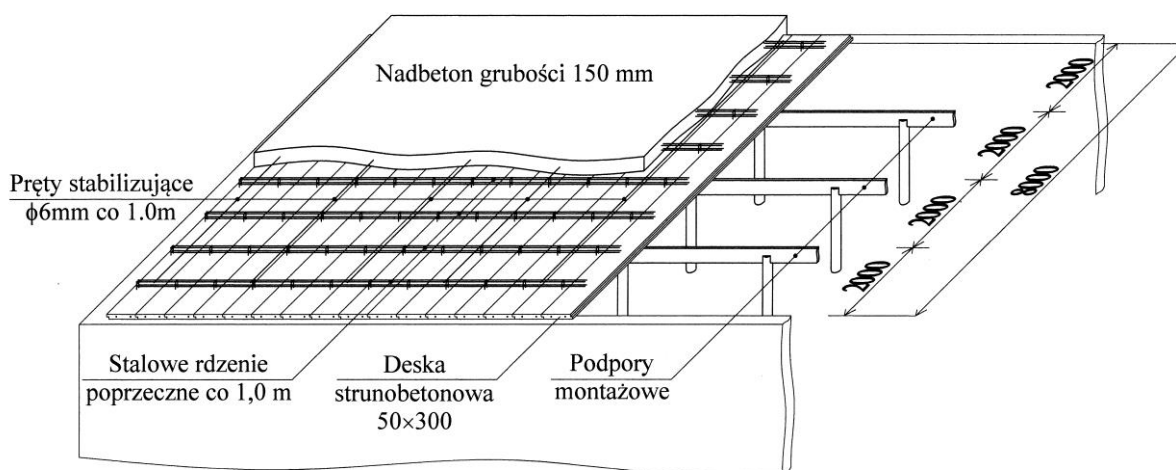 Nadbeton grubości 150 mm
Pręty stabilizujące
ϕ6mm co 1.0m
2000
2000
2000
2000
8000
Stalowe rdzenie
poprzeczne co 1,0 m
Deska
strunobetonowa
50×300
Podpory
montażowe